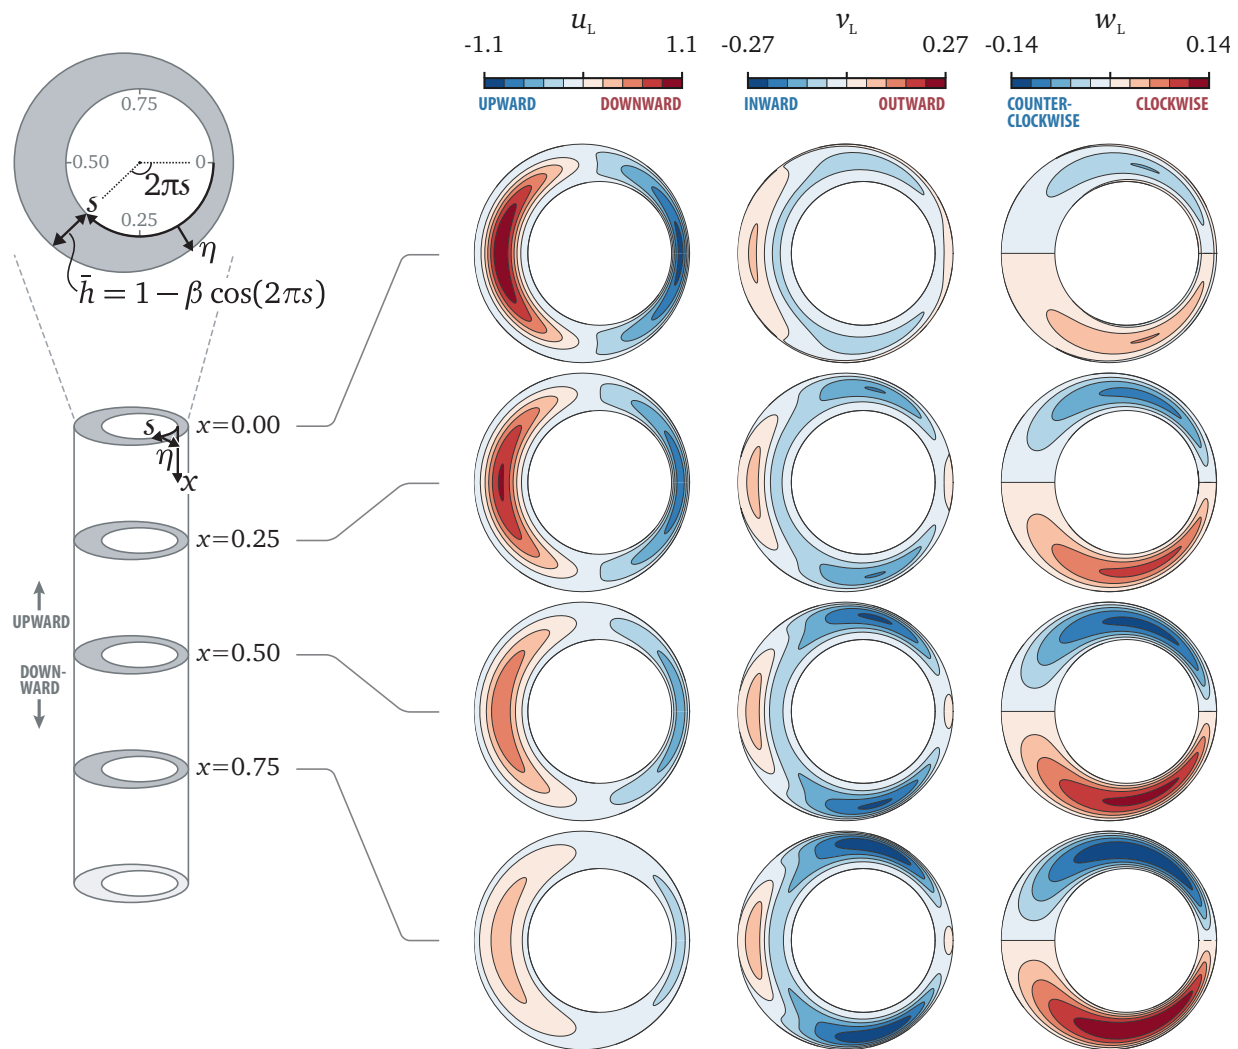 u_L v_L w_L
-1.1 1.1 -0.27 0.27 -0.14 0.14
UPWARD DOWNWARD INWARD OUTWARD COUNTER-CLOCKWISE CLOCKWISE
0.75
0.50 0
2πs
s
0.25
η
h̄ = 1 − β cos(2πs)
s x=0.00
η
x
x=0.25
UPWARD
x=0.50
DOWN-
WARD
x=0.75